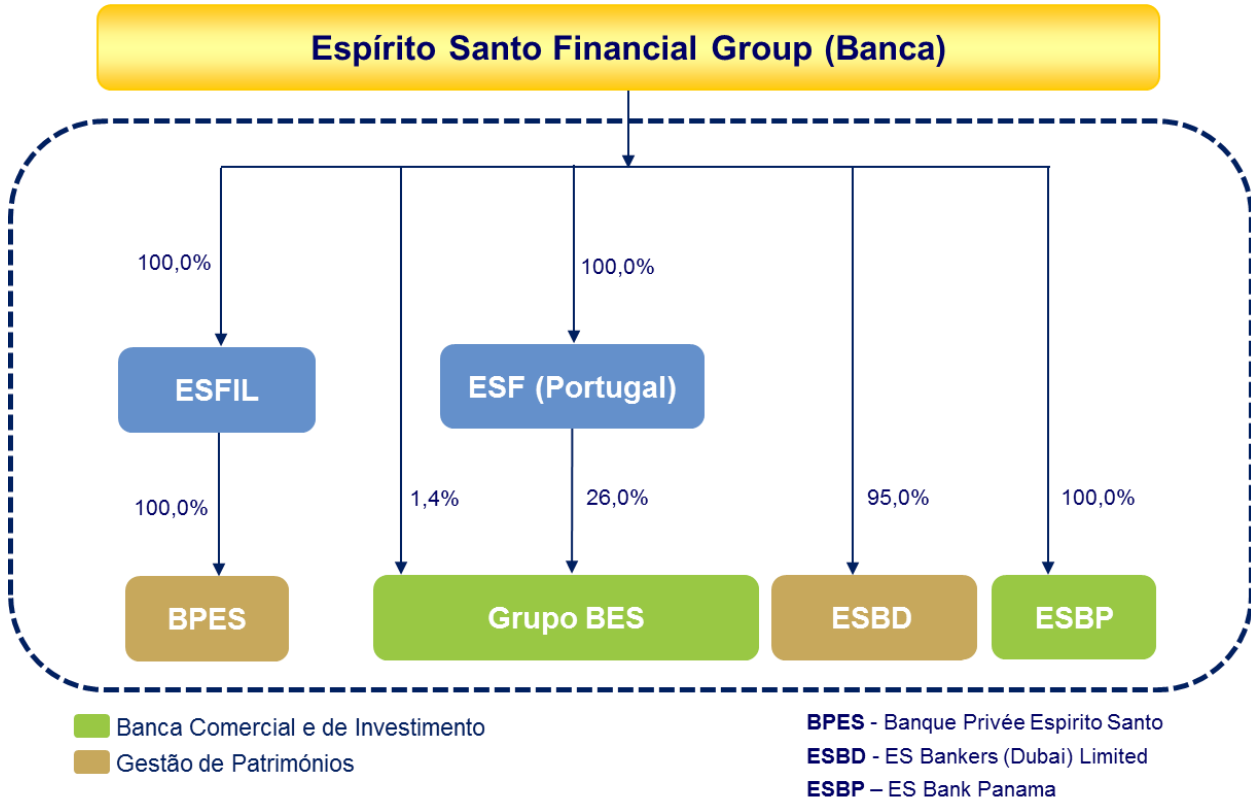 Espírito Santo Financial Group (Banca)
100,0%
100,0%
ESFIL
ESF (Portugal)
100,0%
1,4%
26,0%
95,0%
100,0%
BPES
Grupo BES
ESBD
ESBP
Banca Comercial e de Investimento
Gestão de Patrimónios
BPES - Banque Privée Espirito Santo
ESBD - ES Bankers (Dubai) Limited
ESBP – ES Bank Panama